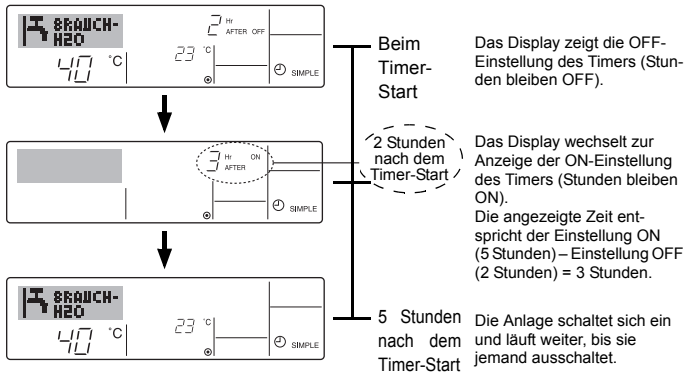 BRAUCH-
H2O
2 Hr
AFTER OFF
40 °C
23 °C
SIMPLE
Beim
Timer-
Start
Das Display zeigt die OFF-
Einstellung des Timers (Stun-
den bleiben OFF).
3 Hr ON
AFTER
SIMPLE
2 Stunden
nach dem
Timer-Start
Das Display wechselt zur
Anzeige der ON-Einstellung
des Timers (Stunden bleiben
ON).
Die angezeigte Zeit ent-
spricht der Einstellung ON
(5 Stunden) – Einstellung OFF
(2 Stunden) = 3 Stunden.
BRAUCH-
H2O
40 °C
23 °C
SIMPLE
5 Stunden
nach dem
Timer-Start
Die Anlage schaltet sich ein
und läuft weiter, bis sie
jemand ausschaltet.